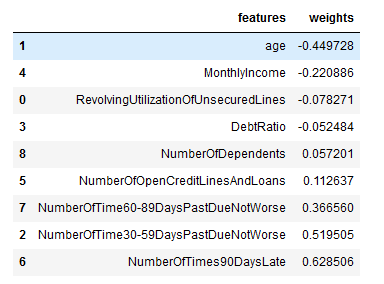 features weights
1 age -0.449728
4 MonthlyIncome -0.220886
0 RevolvingUtilizationOfUnsecuredLines -0.078271
3 DebtRatio -0.052484
8 NumberOfDependents 0.057201
5 NumberOfOpenCreditLinesAndLoans 0.112637
7 NumberOfTime60-89DaysPastDueNotWorse 0.366560
2 NumberOfTime30-59DaysPastDueNotWorse 0.519505
6 NumberOfTimes90DaysLate 0.628506